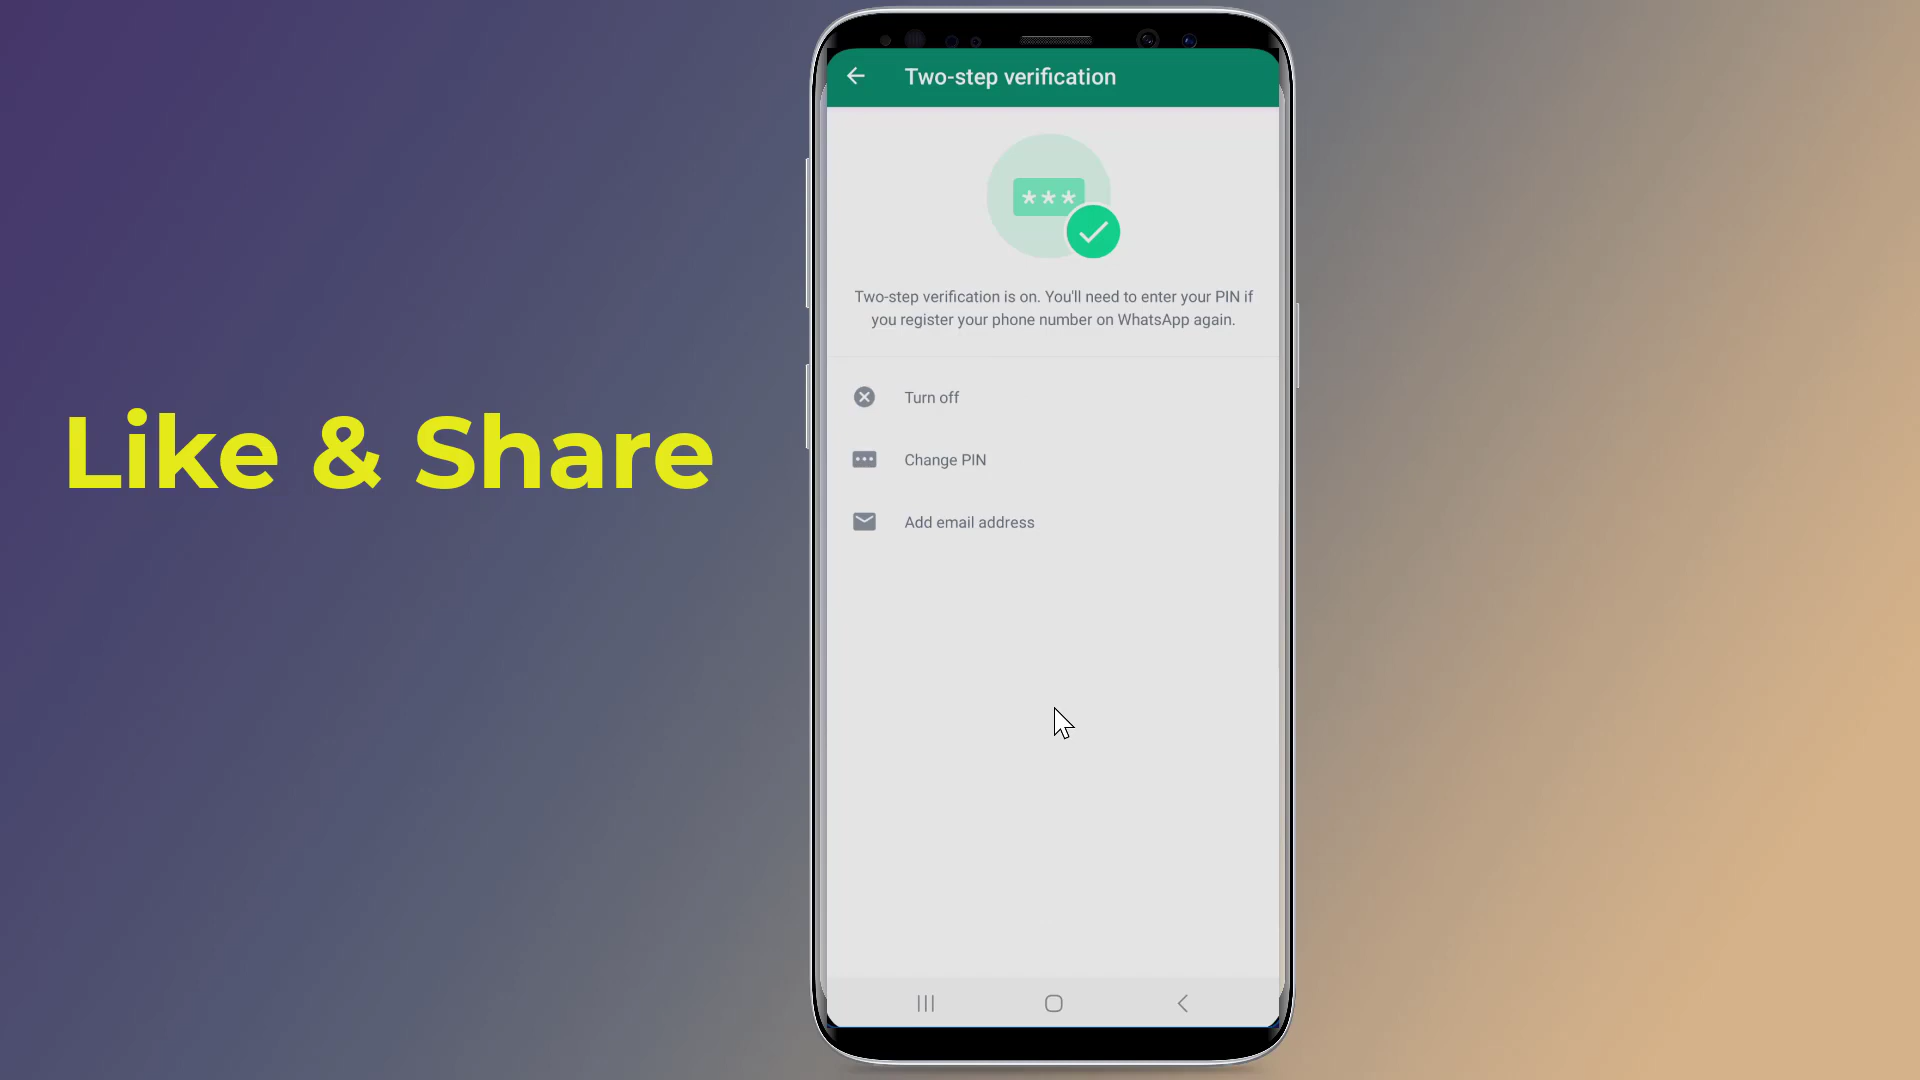 Two-step verification
***
Two-step verification is on. You'll need to enter your PIN if
you register your phone number on WhatsApp again.
Turn off
Change PIN
Add email address
Like & Share